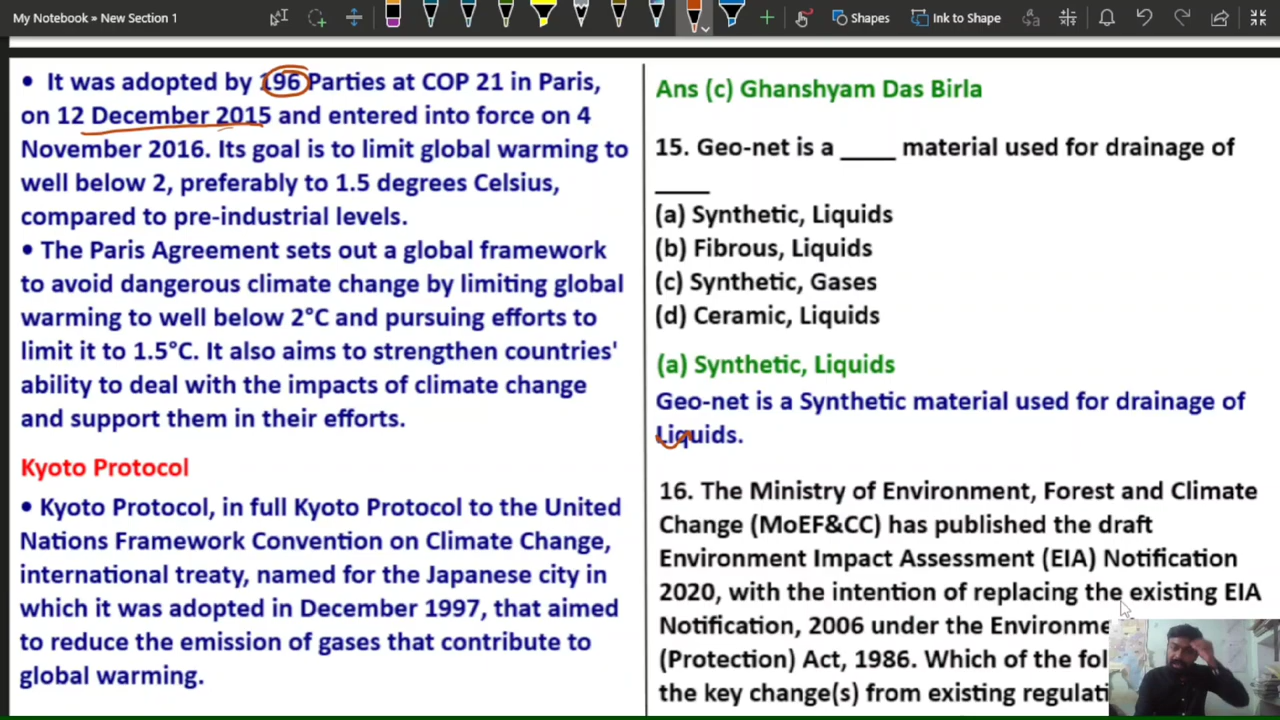 My Notebook » New Section 1
Shapes
Ink to Shape
• It was adopted by 196 Parties at COP 21 in Paris,
on 12 December 2015 and entered into force on 4
November 2016. Its goal is to limit global warming to
well below 2, preferably to 1.5 degrees Celsius,
compared to pre-industrial levels.
• The Paris Agreement sets out a global framework
to avoid dangerous climate change by limiting global
warming to well below 2°C and pursuing efforts to
limit it to 1.5°C. It also aims to strengthen countries'
ability to deal with the impacts of climate change
and support them in their efforts.
Kyoto Protocol
• Kyoto Protocol, in full Kyoto Protocol to the United
Nations Framework Convention on Climate Change,
international treaty, named for the Japanese city in
which it was adopted in December 1997, that aimed
to reduce the emission of gases that contribute to
global warming.
Ans (c) Ghanshyam Das Birla
15. Geo-net is a ____ material used for drainage of
____
(a) Synthetic, Liquids
(b) Fibrous, Liquids
(c) Synthetic, Gases
(d) Ceramic, Liquids
(a) Synthetic, Liquids
Geo-net is a Synthetic material used for drainage of
Liquids.
16. The Ministry of Environment, Forest and Climate
Change (MoEF&CC) has published the draft
Environment Impact Assessment (EIA) Notification
2020, with the intention of replacing the existing EIA
Notification, 2006 under the Environme
(Protection) Act, 1986. Which of the fol
the key change(s) from existing regulati